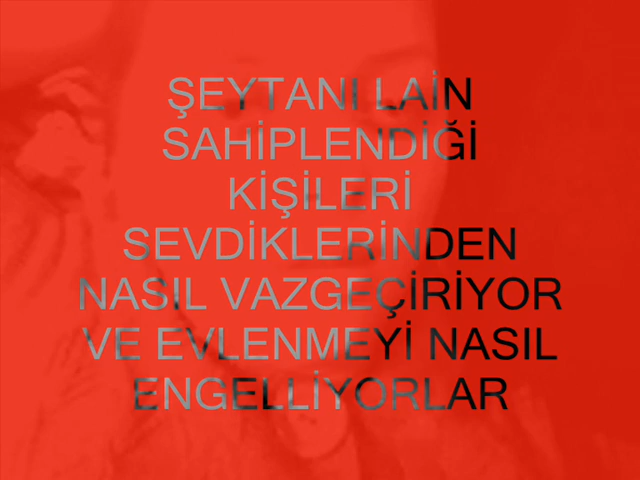 ŞEYTANI LAİN
SAHİPLENDİĞİ
KİŞİLERİ
SEVDİKLERİNDEN
NASIL VAZGEÇİRİYOR
VE EVLENMEYİ NASIL
ENGELLİYORLAR